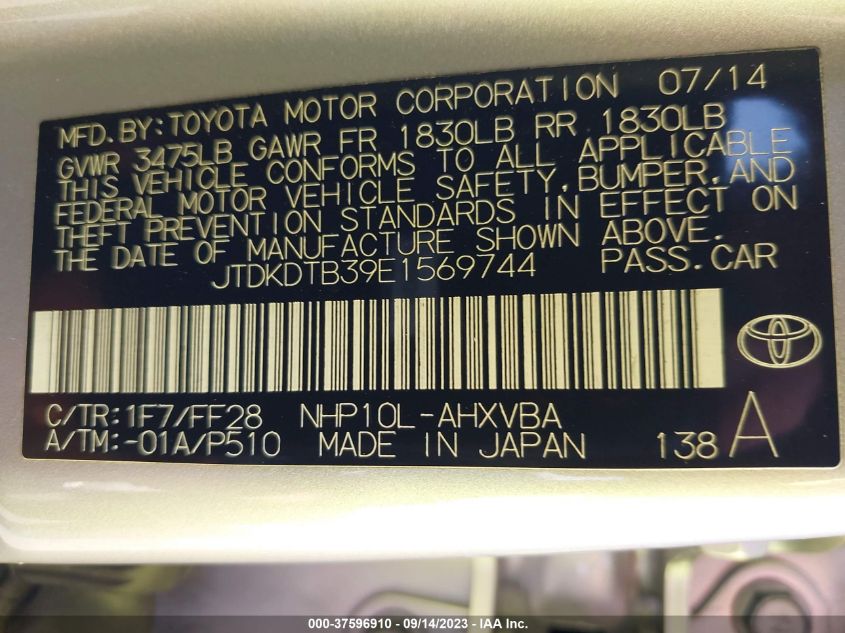 MFD.BY:TOYOTA MOTOR CORPORATION 07/14
GVWR 3475LB GAWR FR 1830LB RR 1830LB
THIS VEHICLE CONFORMS TO ALL APPLICABLE
FEDERAL MOTOR VEHICLE SAFETY,BUMPER,AND
THEFT PREVENTION STANDARDS IN EFFECT ON
THE DATE OF MANUFACTURE SHOWN ABOVE.
JTDKDTB39E1569744 PASS.CAR
C/TR:1F7/FF28 NHP10L-AHXVBA
A/TM:-01A/P510 MADE IN JAPAN 138 A
000-37596910 - 09/14/2023 - IAA Inc.